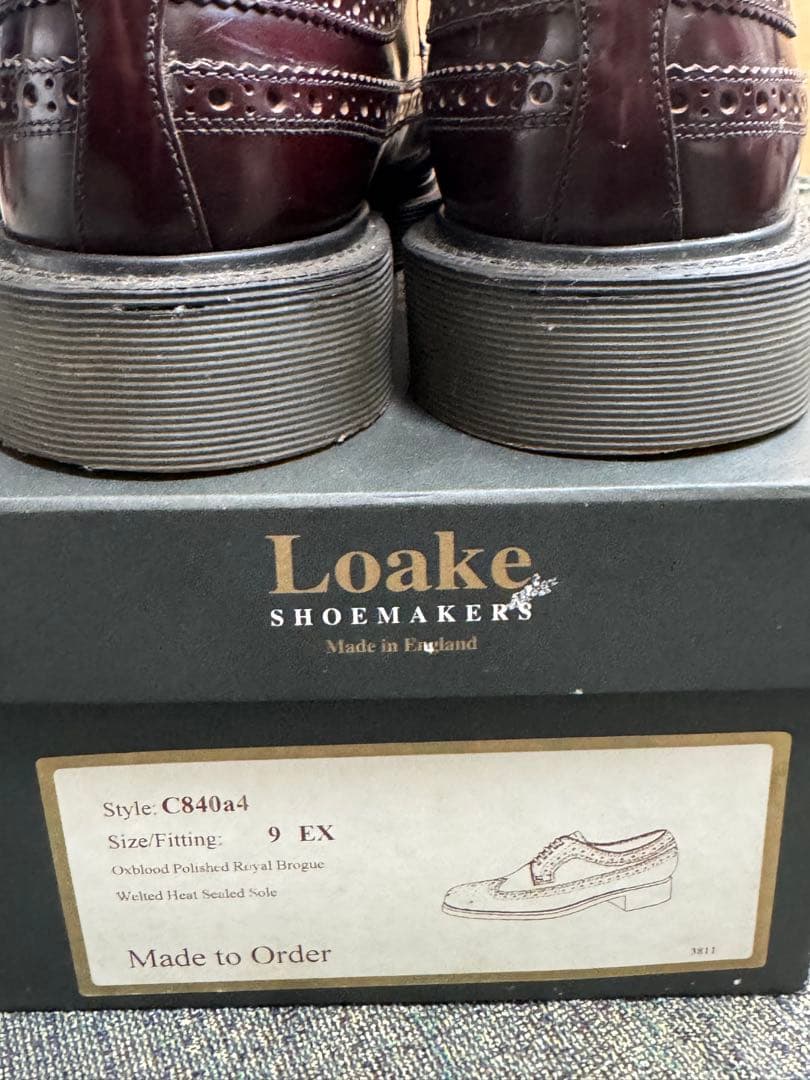 Loake
SHOEMAKERS
Made in England
Style: C840a4
Size/Fitting: 9 EX
Oxblood Polished Royal Brogue
Welted Heat Sealed Sole
Made to Order
3811